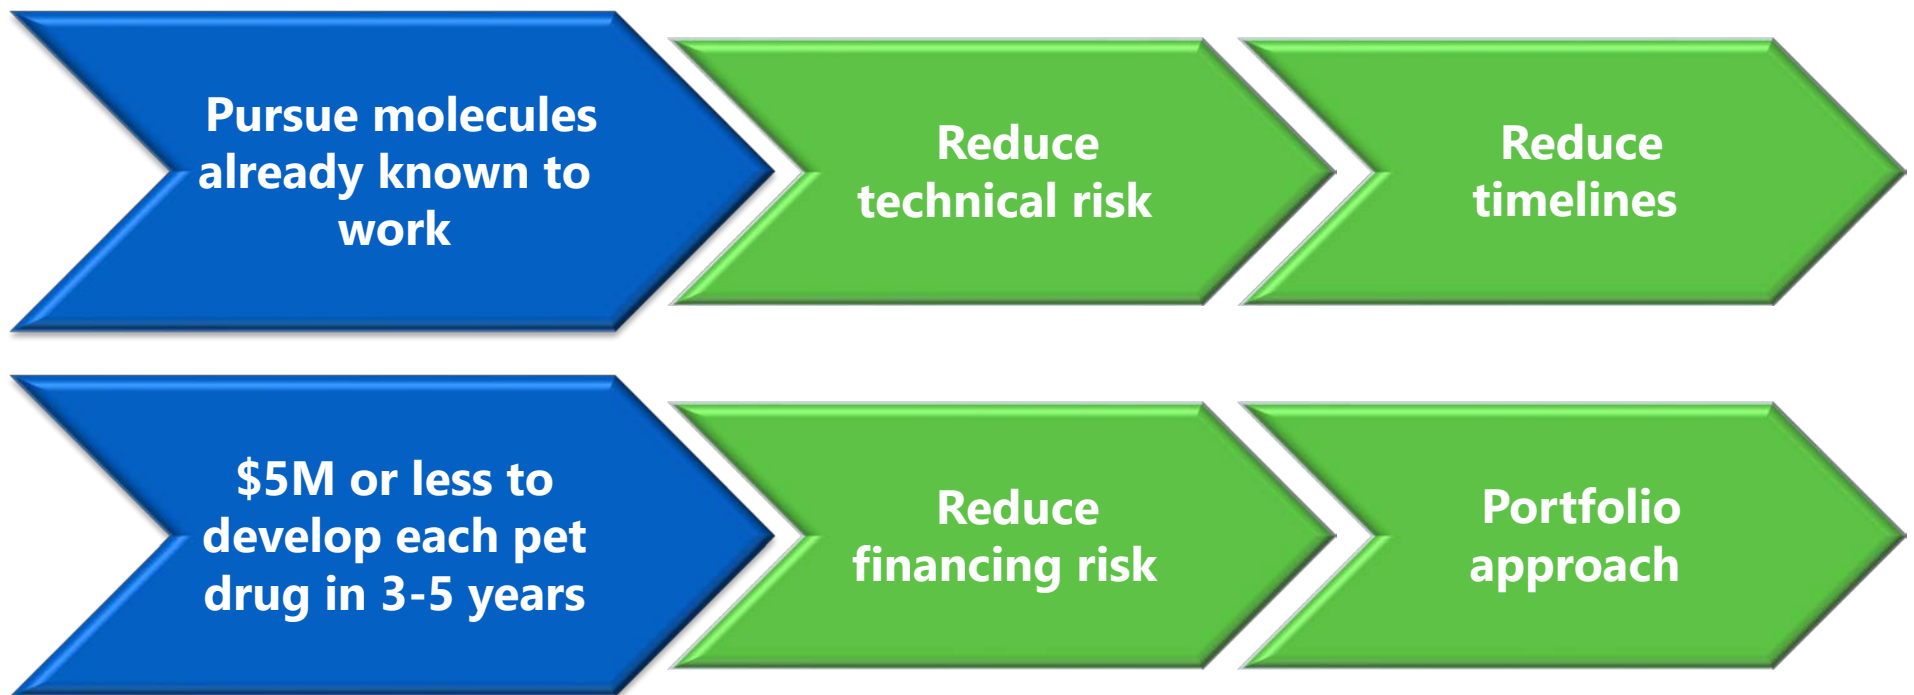 Pursue molecules
already known to
work
Reduce
technical risk
Reduce
timelines
$5M or less to
develop each pet
drug in 3-5 years
Reduce
financing risk
Portfolio
approach